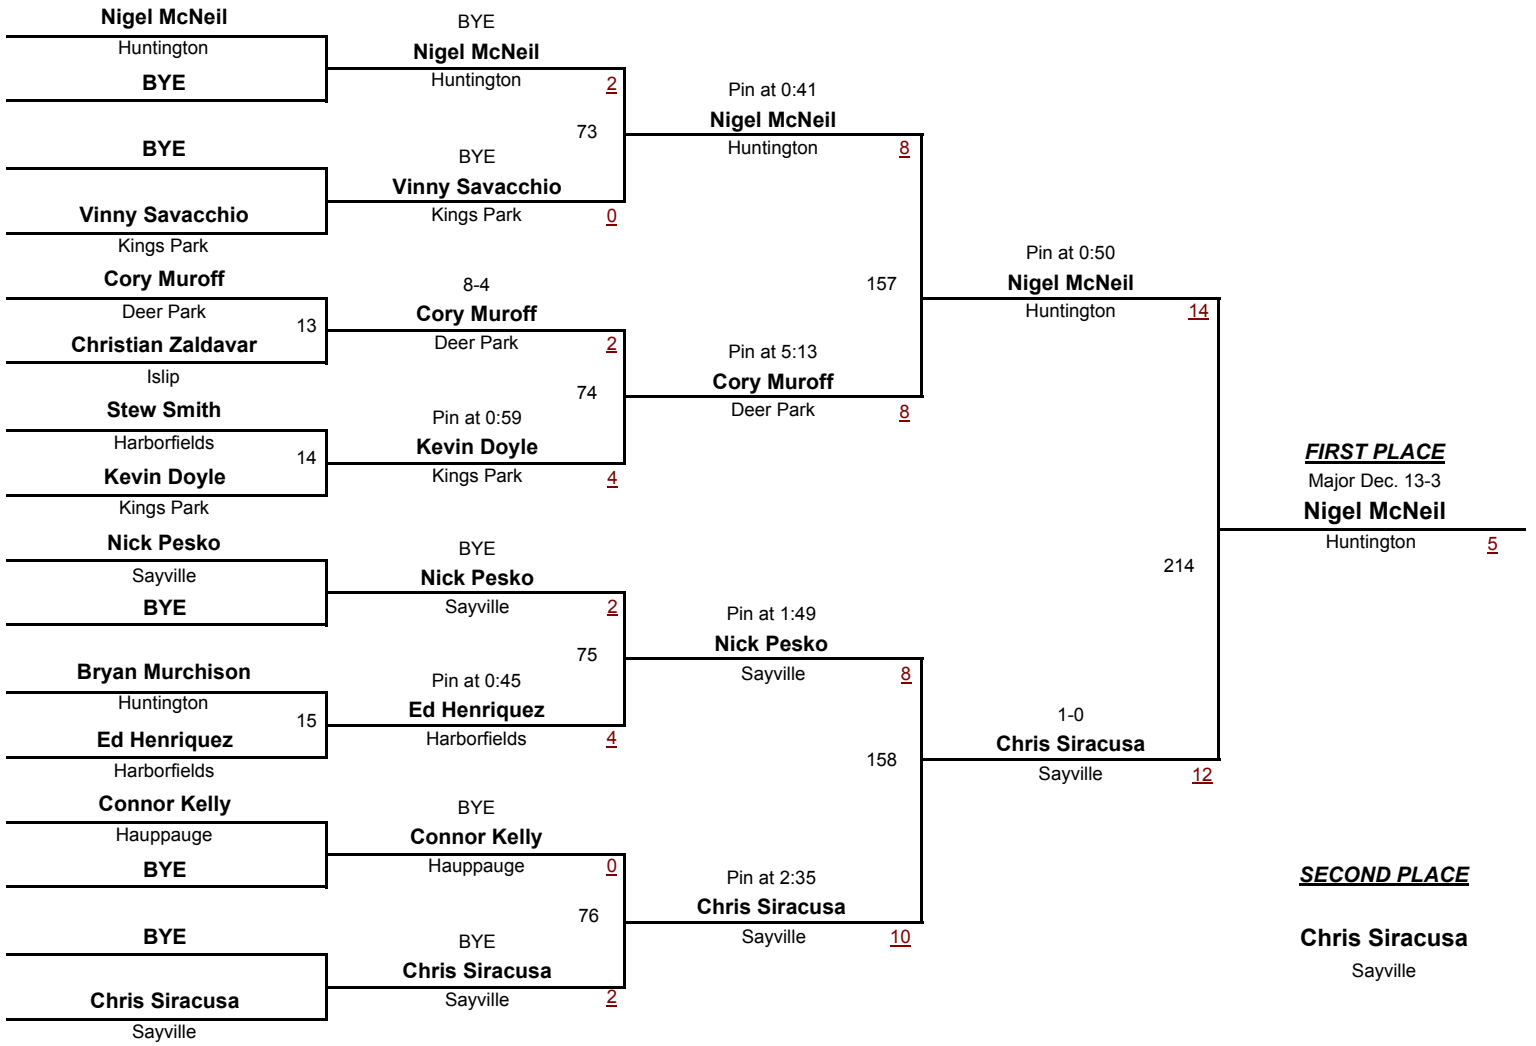 Nigel McNeil
Huntington
BYE
BYE
Vinny Savacchio
Kings Park
Cory Muroff
Deer Park
13
Christian Zaldavar
Islip
Stew Smith
Harborfields
14
Kevin Doyle
Kings Park
Nick Pesko
Sayville
BYE
Bryan Murchison
Huntington
15
Ed Henriquez
Harborfields
Connor Kelly
Hauppauge
BYE
BYE
Chris Siracusa
Sayville
BYE
Nigel McNeil
Huntington 2
73
BYE
Vinny Savacchio
Kings Park 0
8-4
Cory Muroff
Deer Park 2
74
Pin at 0:59
Kevin Doyle
Kings Park 4
BYE
Nick Pesko
Sayville 2
75
Pin at 0:45
Ed Henriquez
Harborfields 4
BYE
Connor Kelly
Hauppauge 0
76
BYE
Chris Siracusa
Sayville 2
Pin at 0:41
Nigel McNeil
Huntington 8
157
Pin at 5:13
Cory Muroff
Deer Park 8
Pin at 1:49
Nick Pesko
Sayville 8
158
Pin at 2:35
Chris Siracusa
Sayville 10
Pin at 0:50
Nigel McNeil
Huntington 14
214
1-0
Chris Siracusa
Sayville 12
FIRST PLACE
Major Dec. 13-3
Nigel McNeil
Huntington 5
SECOND PLACE
Chris Siracusa
Sayville